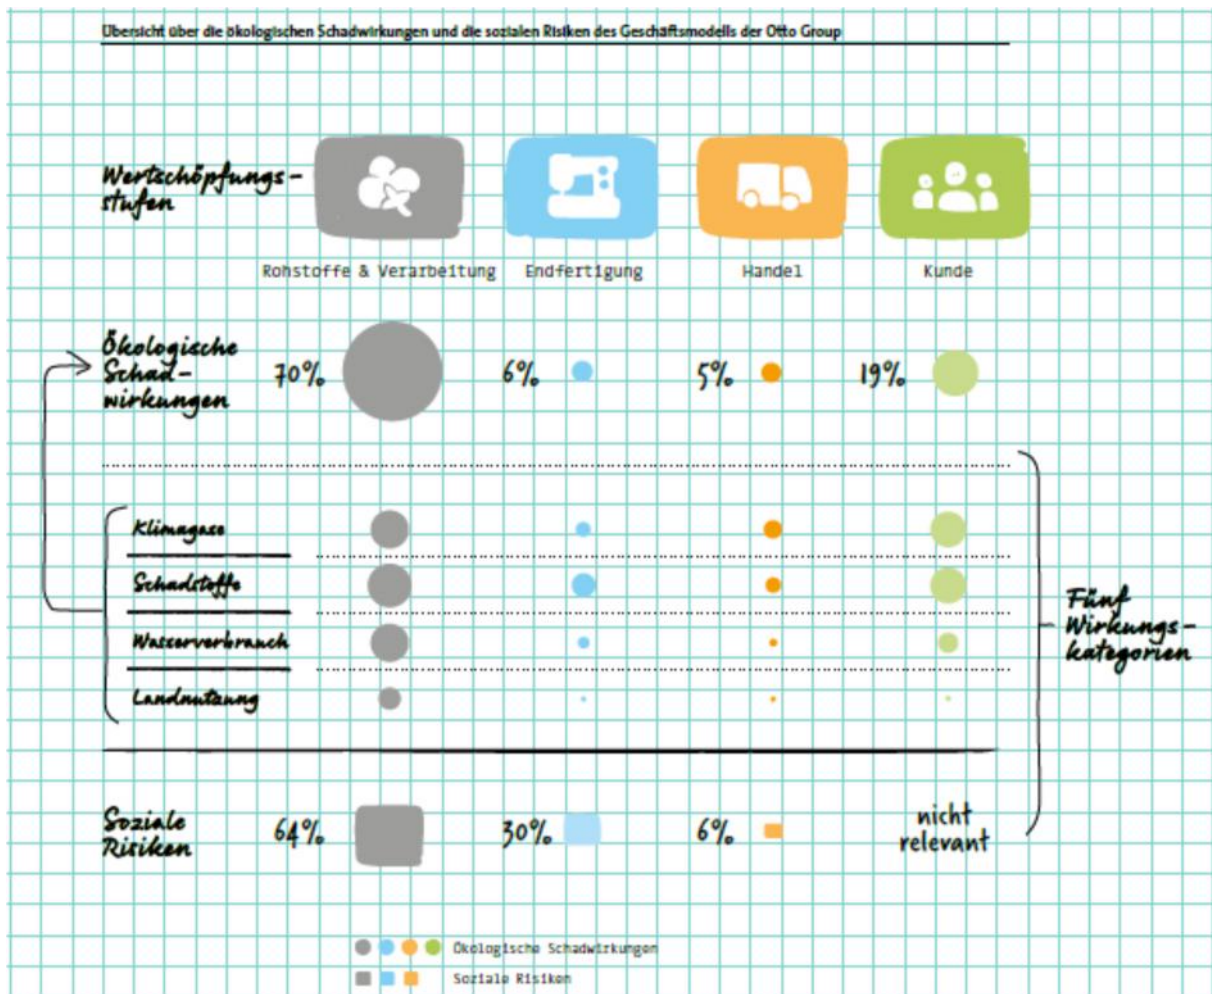 Übersicht über die ökologischen Schadwirkungen und die sozialen Risiken des Geschäftsmodells der Otto Group
Wertschöpfungs-
stufen
Rohstoffe & Verarbeitung
Endfertigung
Handel
Kunde
Ökologische
Schad-
wirkungen
70%
6%
5%
19%
Klimagase
Schadstoffe
Wasserverbrauch
Landnutzung
Fünf
Wirkungs-
kategorien
Soziale
Risiken
64%
30%
6%
nicht
relevant
Ökologische Schadwirkungen
Soziale Risiken